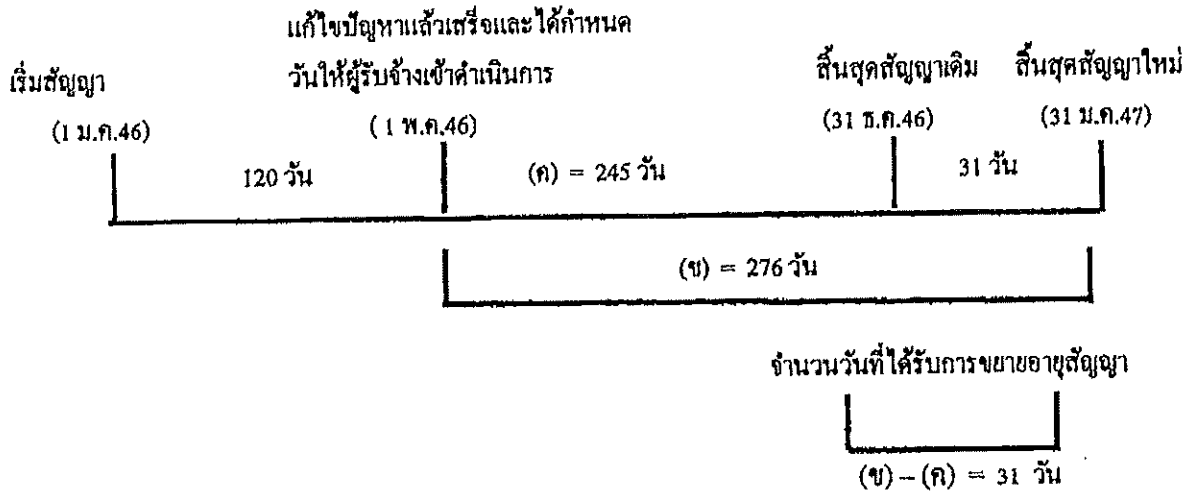 แก้ไขปัญหาแล้วเสร็จและได้กำหนด
วันให้ผู้รับจ้างเข้าดำเนินการ
เริ่มสัญญา
สิ้นสุดสัญญาเดิม
สิ้นสุดสัญญาใหม่
(1 ม.ค.46)
( 1 พ.ค.46)
(31 ธ.ค.46)
(31 ม.ค.47)
120 วัน
(ค) = 245 วัน
31 วัน
(ข) = 276 วัน
จำนวนวันที่ได้รับการขยายอายุสัญญา
(ข) – (ค) = 31 วัน